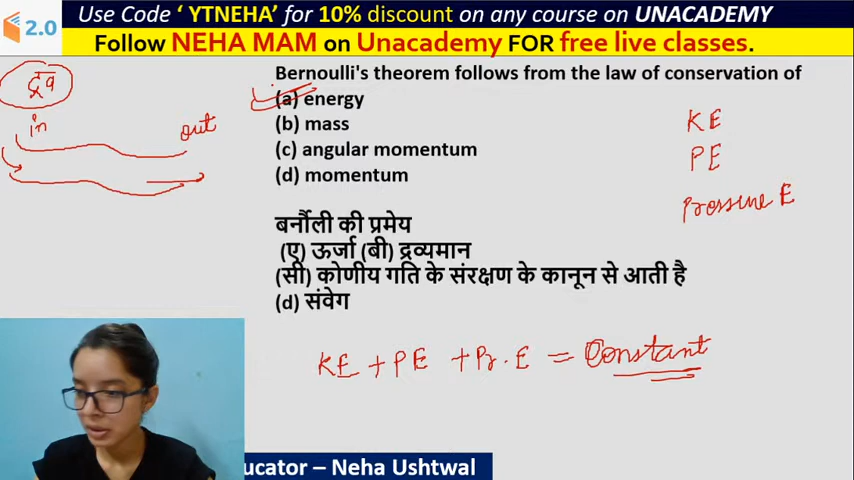 Use Code ‘ YTNEHA’ for 10% discount on any course on UNACADEMY
2.0
Follow NEHA MAM on Unacademy FOR free live classes.
द्रव
in
out
Bernoulli's theorem follows from the law of conservation of
(a) energy
(b) mass
(c) angular momentum
(d) momentum
KE
PE
Pressure E
बर्नौली की प्रमेय
(ए) ऊर्जा (बी) द्रव्यमान
(सी) कोणीय गति के संरक्षण के कानून से आती है
(d) संवेग
KE + PE + Pr. E = Constant
ucator – Neha Ushtwal